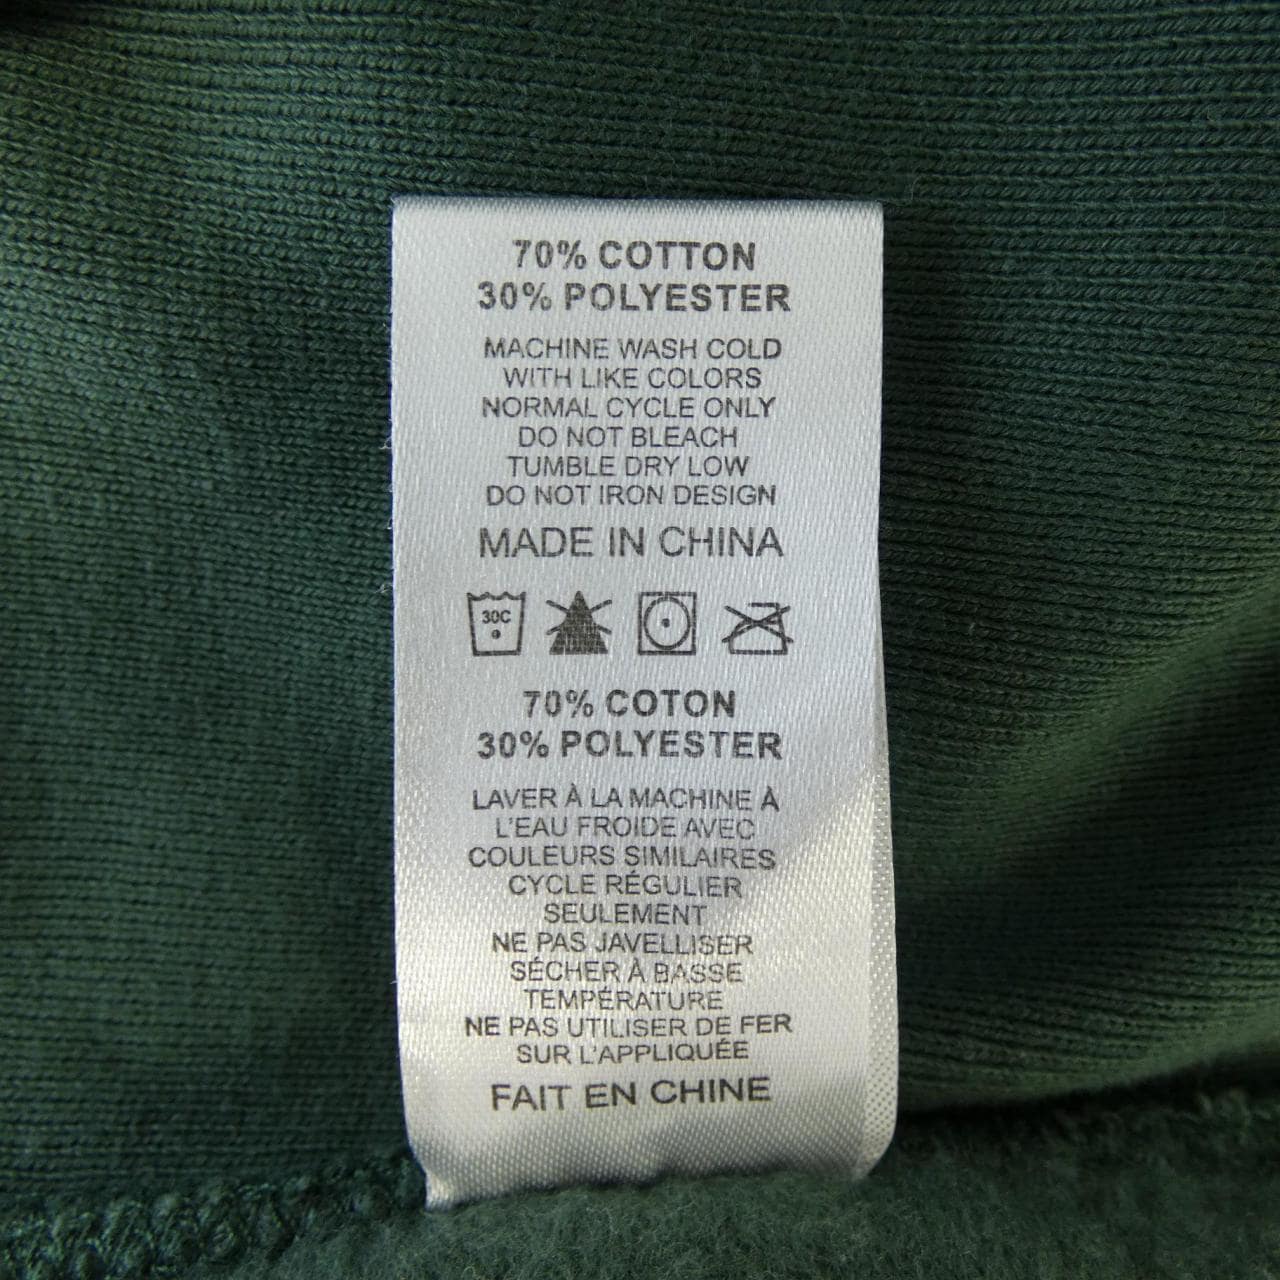 70% COTTON
30% POLYESTER
MACHINE WASH COLD
WITH LIKE COLORS
NORMAL CYCLE ONLY
DO NOT BLEACH
TUMBLE DRY LOW
DO NOT IRON DESIGN
MADE IN CHINA
30C
70% COTON
30% POLYESTER
LAVER À LA MACHINE À
L'EAU FROIDE AVEC
COULEURS SIMILAIRES
CYCLE RÉGULIER
SEULEMENT
NE PAS JAVELLISER
SÉCHER À BASSE
TEMPÉRATURE
NE PAS UTILISER DE FER
SUR L'APPLIQUÉE
FAIT EN CHINE